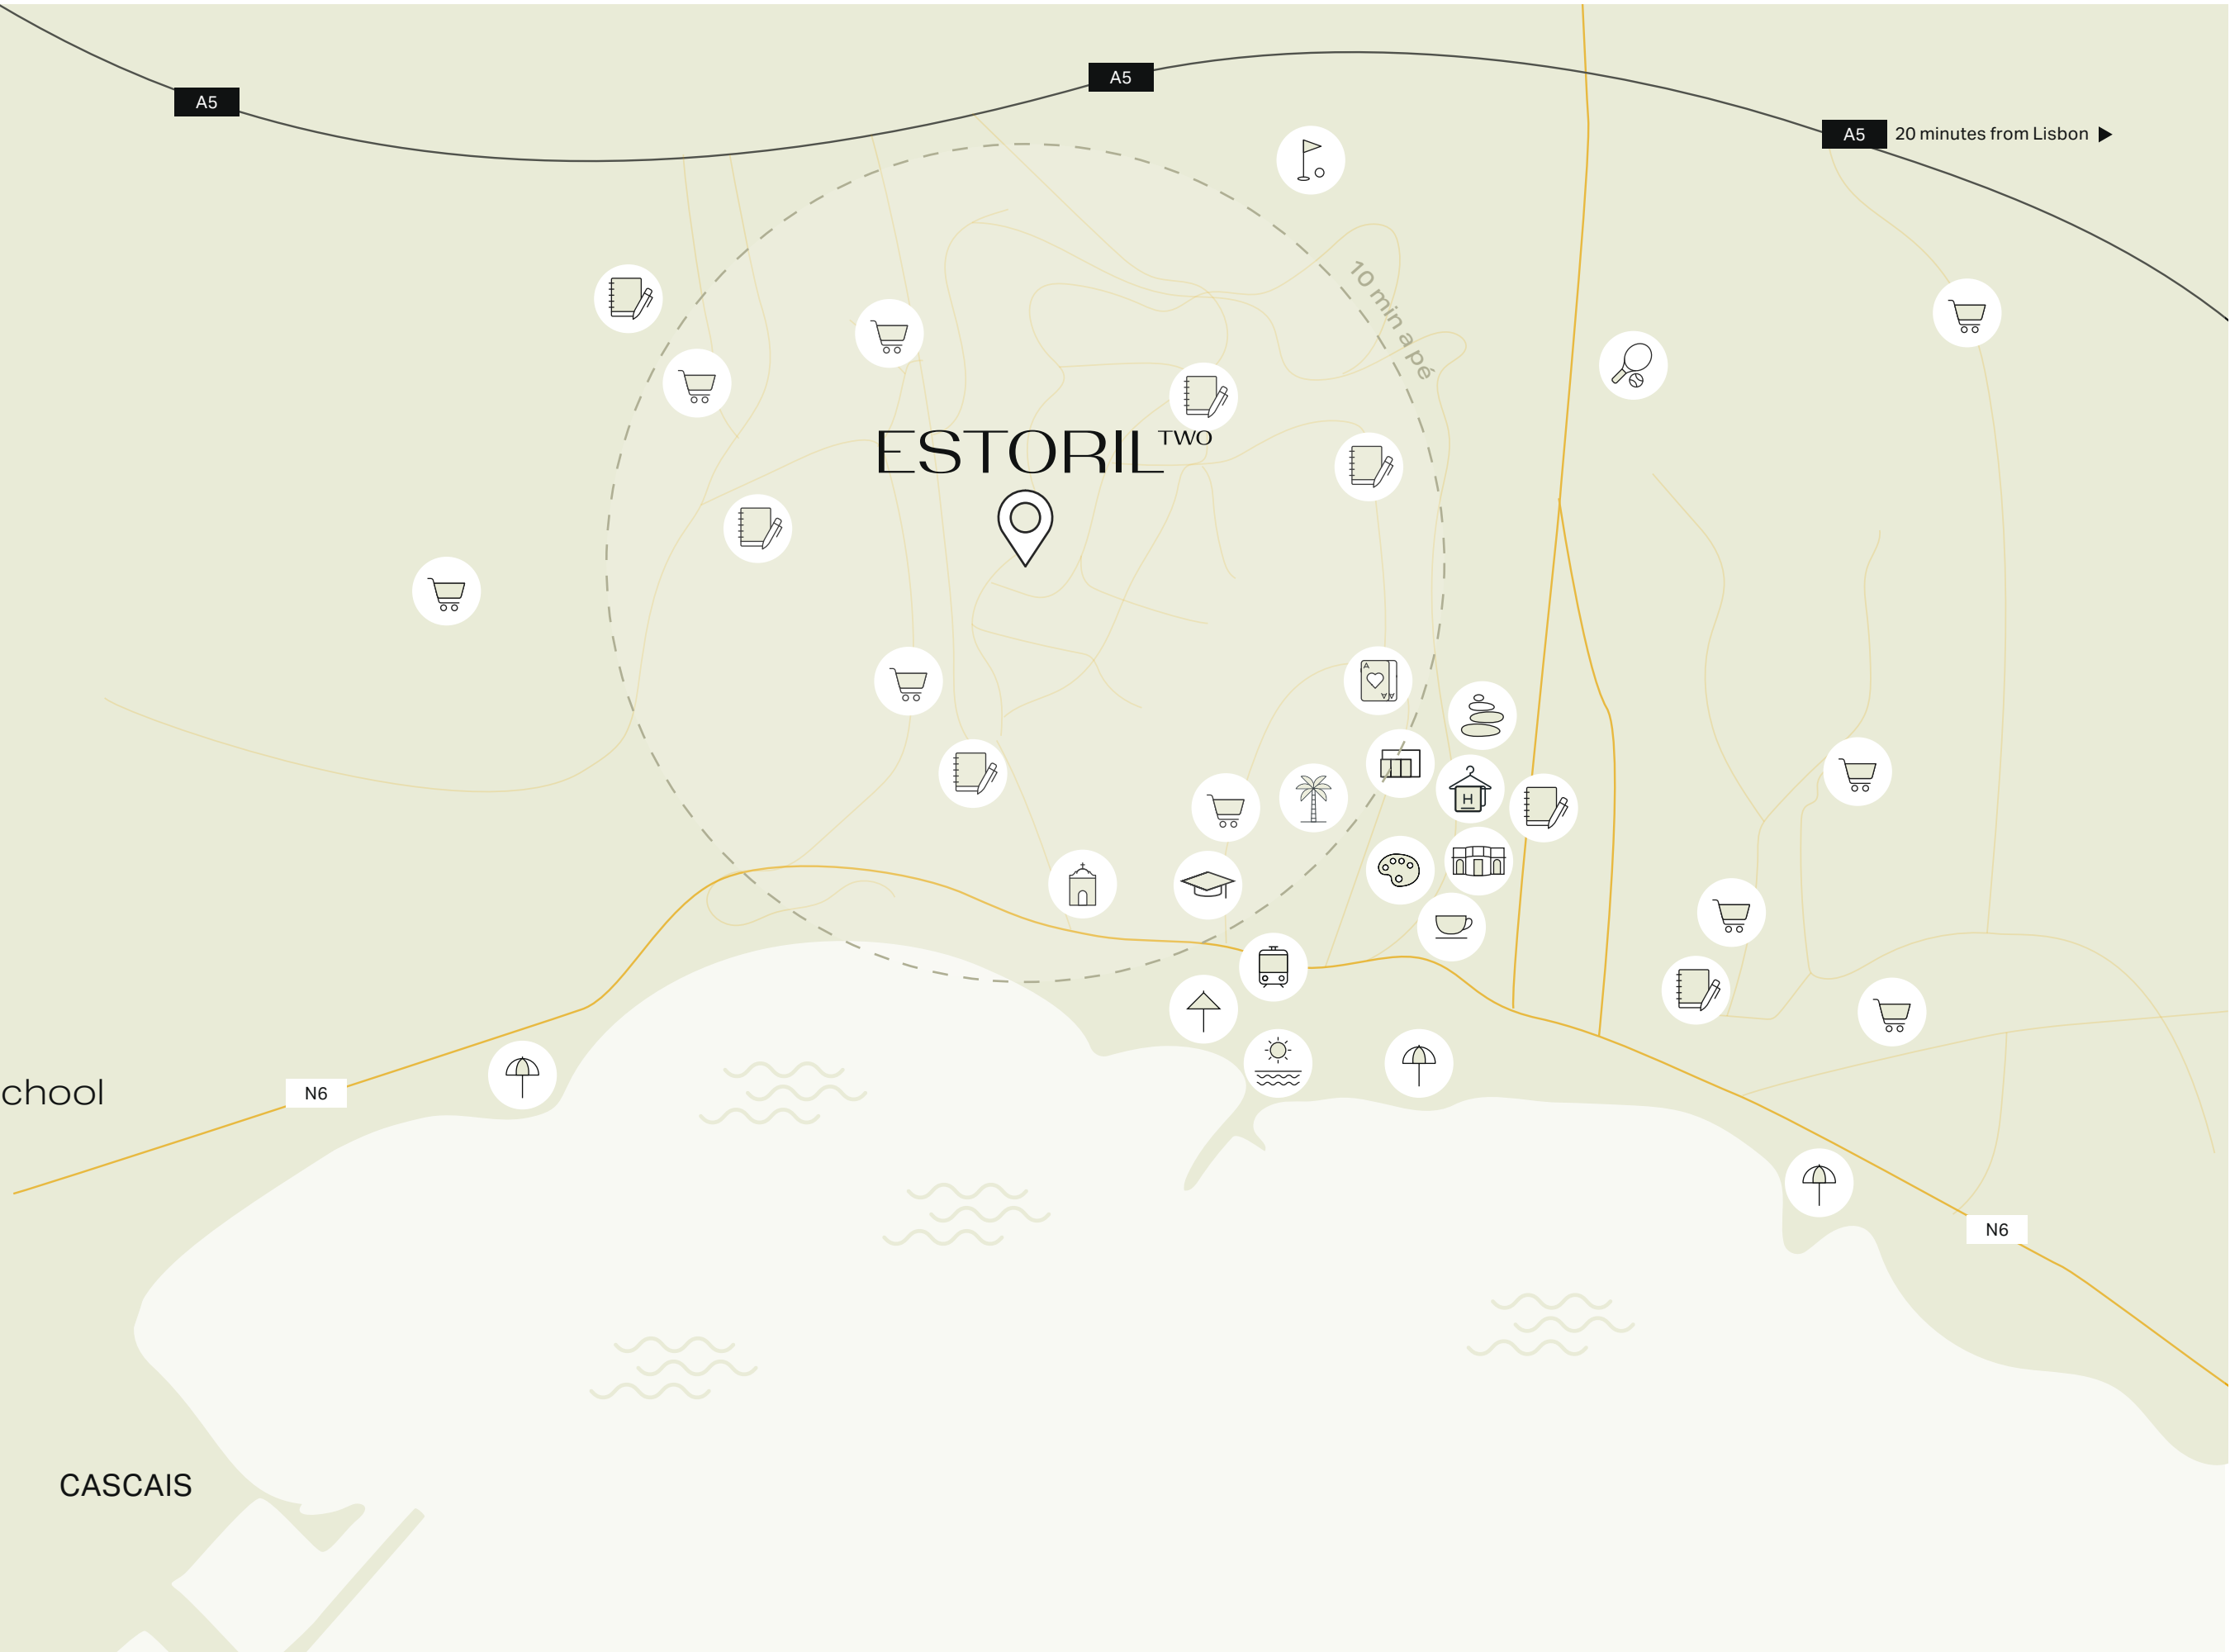 A5
A5
A5 20 minutes from Lisbon
10 min a pé
ESTORIL TWO
A
H
chool
N6
N6
CASCAIS